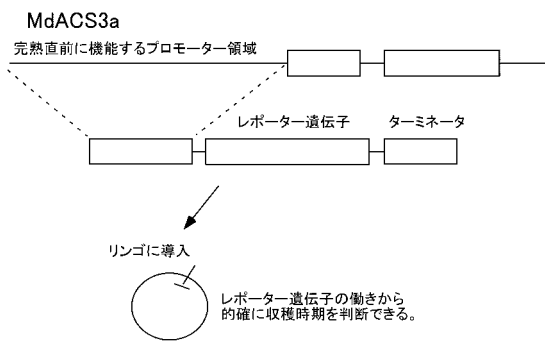 MdACS3a
完熟直前に機能するプロモーター領域
レポーター遺伝子
ターミネータ
リンゴに導入
レポーター遺伝子の働きから
的確に収穫時期を判断できる。